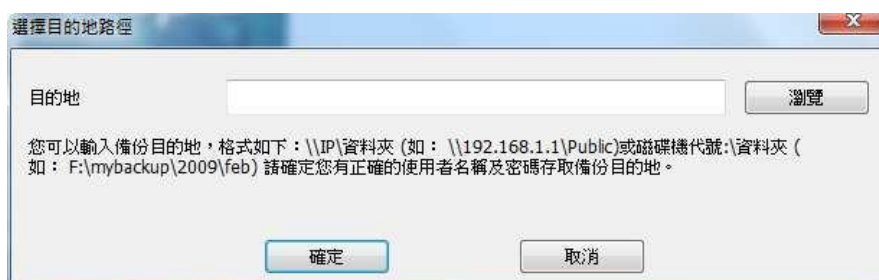 選擇目的地路徑
目的地
瀏覽
您可以輸入備份目的地，格式如下：\\IP\資料夾 (如： \\192.168.1.1\Public)或磁碟機代號:\資料夾 (
如： F:\mybackup\2009\feb) 請確定您有正確的使用者名稱及密碼存取備份目的地。
確定
取消